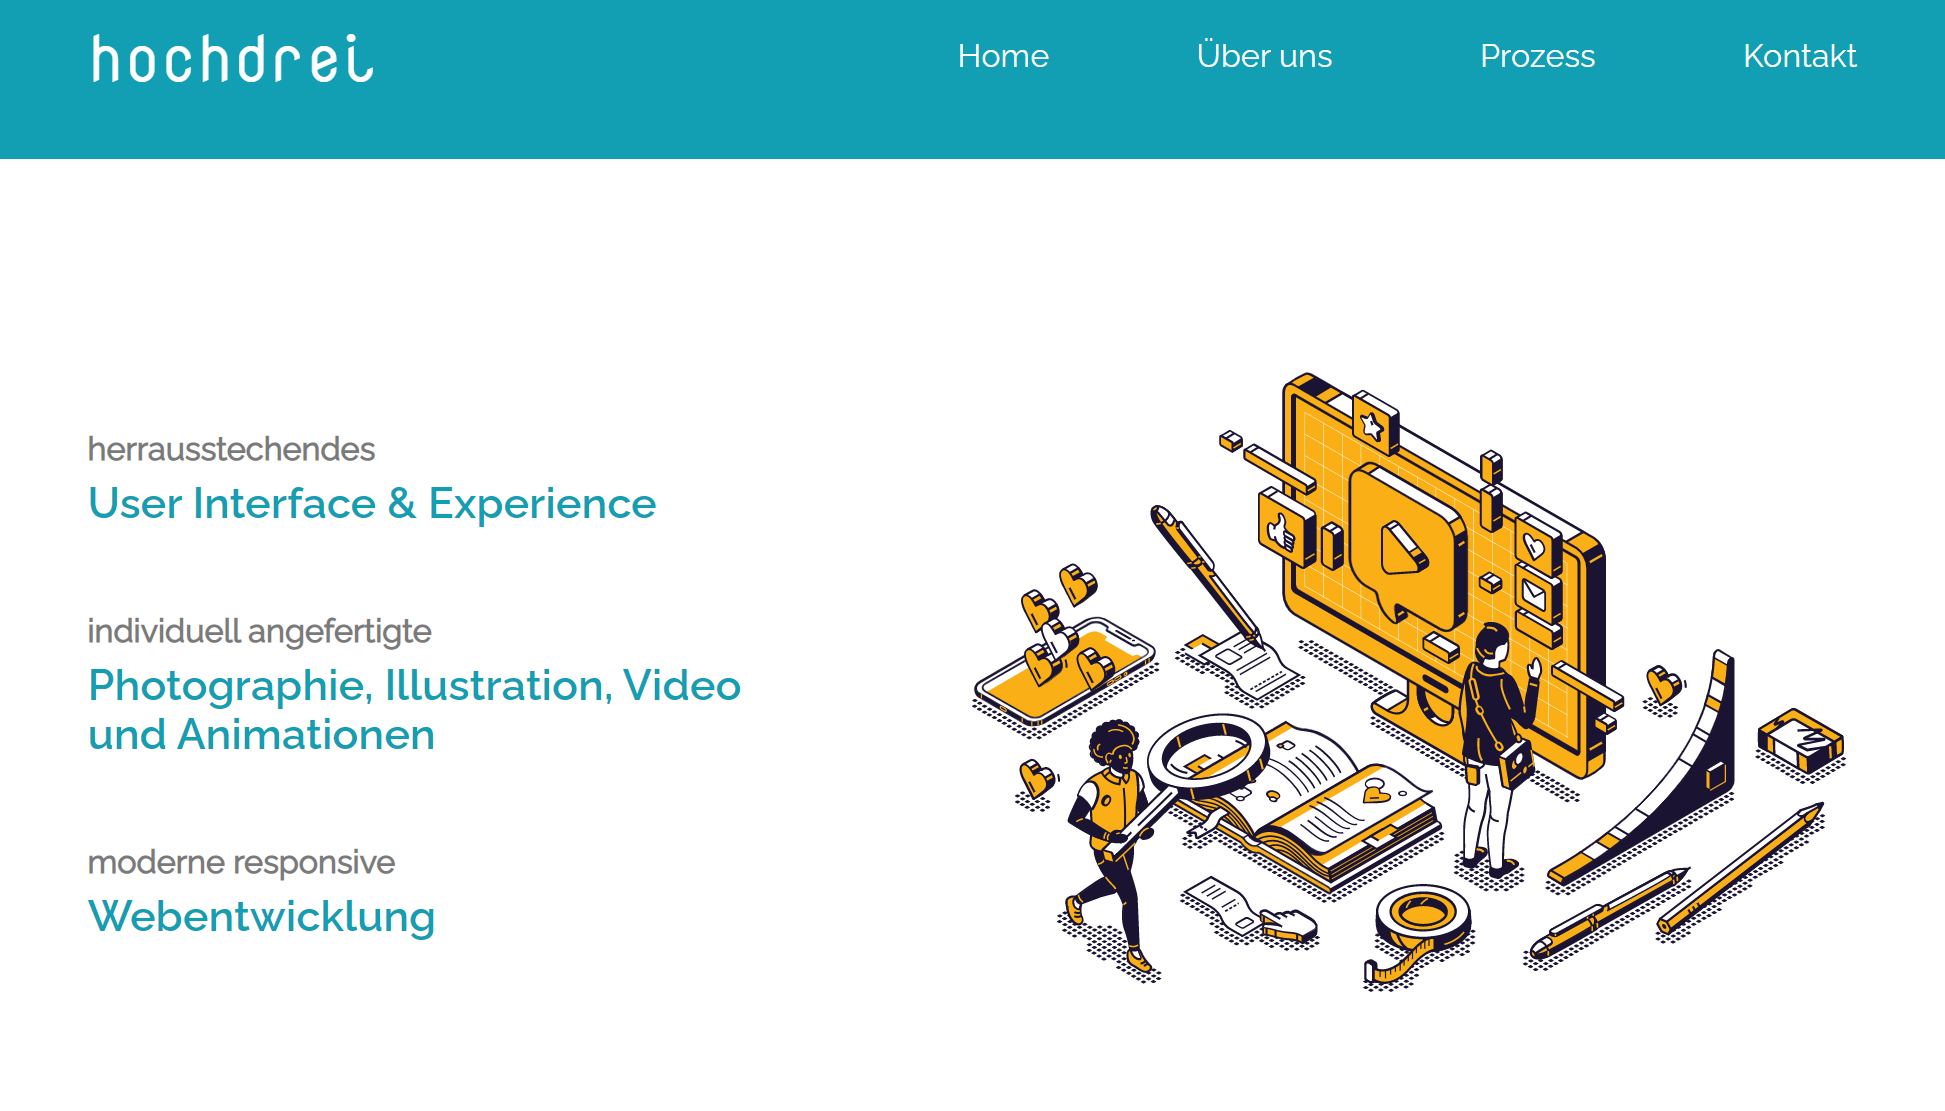 hochdrei
Home
Über uns
Prozess
Kontakt
herrausstechendes
User Interface & Experience
individuell angefertigte
Photographie, Illustration, Video
und Animationen
moderne responsive
Webentwicklung